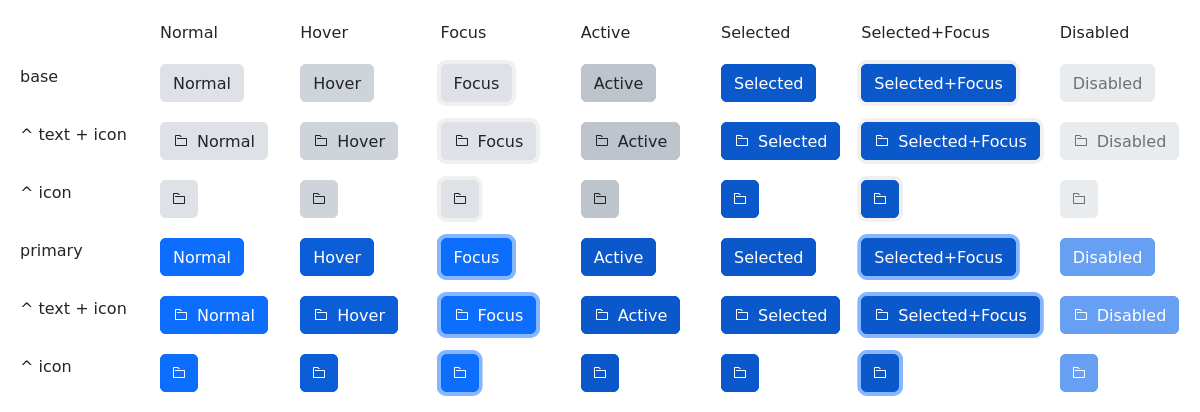 Normal Hover Focus Active Selected Selected+Focus Disabled
base Normal Hover Focus Active Selected Selected+Focus Disabled
^ text + icon Normal Hover Focus Active Selected Selected+Focus Disabled
^ icon
primary Normal Hover Focus Active Selected Selected+Focus Disabled
^ text + icon Normal Hover Focus Active Selected Selected+Focus Disabled
^ icon